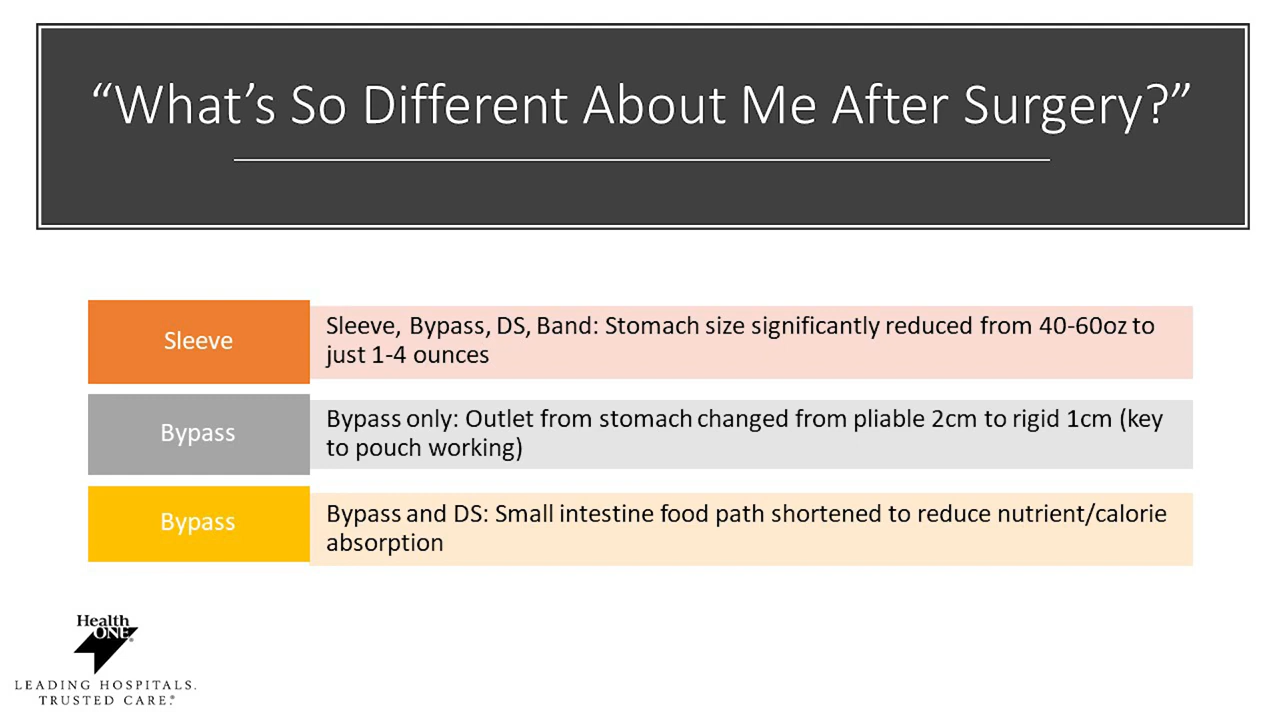 “What’s So Different About Me After Surgery?”
Sleeve
Sleeve, Bypass, DS, Band: Stomach size significantly reduced from 40-60oz to
just 1-4 ounces
Bypass
Bypass only: Outlet from stomach changed from pliable 2cm to rigid 1cm (key
to pouch working)
Bypass
Bypass and DS: Small intestine food path shortened to reduce nutrient/calorie
absorption
Health
ONE®
LEADING HOSPITALS.
TRUSTED CARE.®